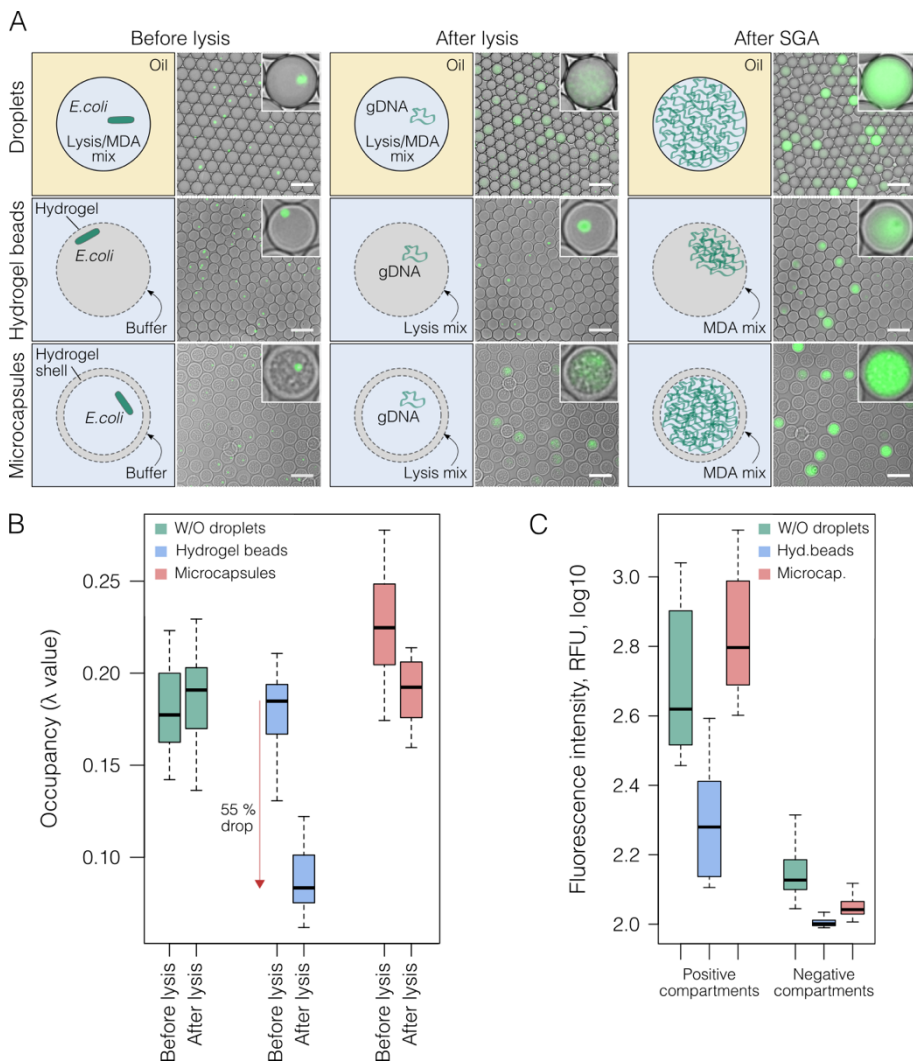 A
Before lysis
After lysis
After SGA
Droplets
Oil
E.coli
Lysis/MDA
mix
Oil
gDNA
Lysis/MDA
mix
Oil
Hydrogel beads
Hydrogel
E.coli
Buffer
gDNA
Lysis mix
MDA mix
Microcapsules
Hydrogel
shell
E.coli
Buffer
gDNA
Lysis mix
MDA mix
B
W/O droplets
Hydrogel beads
Microcapsules
Occupancy (λ value)
0.25
0.20
0.15
0.10
55 %
drop
Before lysis
After lysis
Before lysis
After lysis
Before lysis
After lysis
C
W/O droplets
Hyd.beads
Microcap.
Fluorescence intensity, RFU, log10
3.0
2.8
2.6
2.4
2.2
2.0
Positive
compartments
Negative
compartments